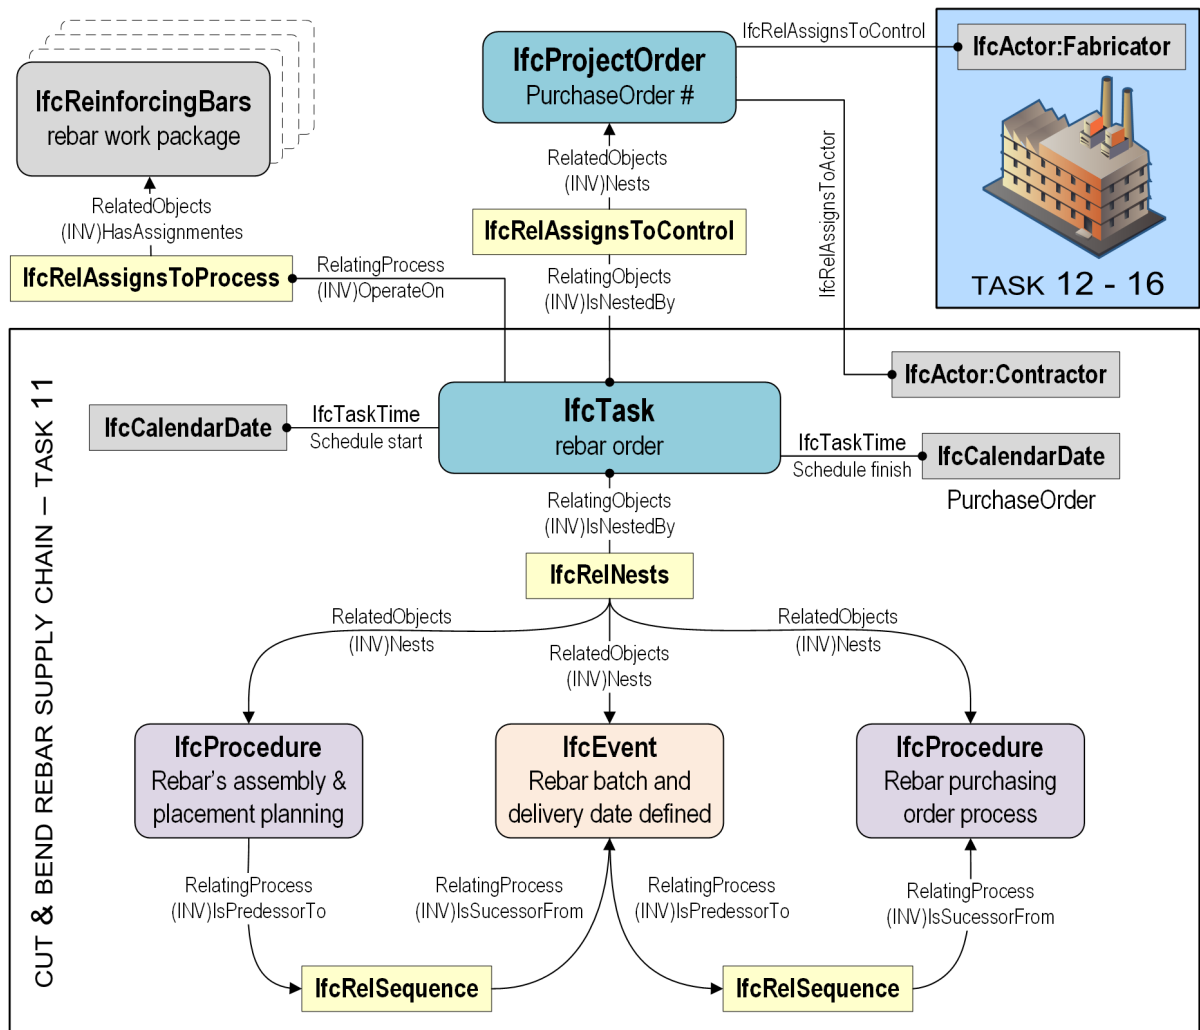 IfcReinforcingBars
rebar work package
RelatedObjects
(INV)HasAssignmentes
IfcRelAssignsToProcess
RelatingProcess
(INV)OperateOn
IfcProjectOrder
PurchaseOrder #
RelatedObjects
(INV)Nests
IfcRelAssignsToControl
RelatingObjects
(INV)IsNestedBy
IfcRelAssignsToControl
IfcRelAssignsToActor
IfcActor:Fabricator
TASK 12 - 16
IfcActor:Contractor
CUT & BEND REBAR SUPPLY CHAIN – TASK 11
IfcCalendarDate
IfcTaskTime
Schedule start
IfcTask
rebar order
IfcTaskTime
Schedule finish
IfcCalendarDate
PurchaseOrder
RelatingObjects
(INV)IsNestedBy
IfcRelNests
RelatedObjects
(INV)Nests
RelatedObjects
(INV)Nests
RelatedObjects
(INV)Nests
IfcProcedure
Rebar's assembly &
placement planning
IfcEvent
Rebar batch and
delivery date defined
IfcProcedure
Rebar purchasing
order process
RelatingProcess
(INV)IsPredessorTo
RelatingProcess
(INV)IsSucessorFrom
RelatingProcess
(INV)IsPredessorTo
RelatingProcess
(INV)IsSucessorFrom
IfcRelSequence
IfcRelSequence